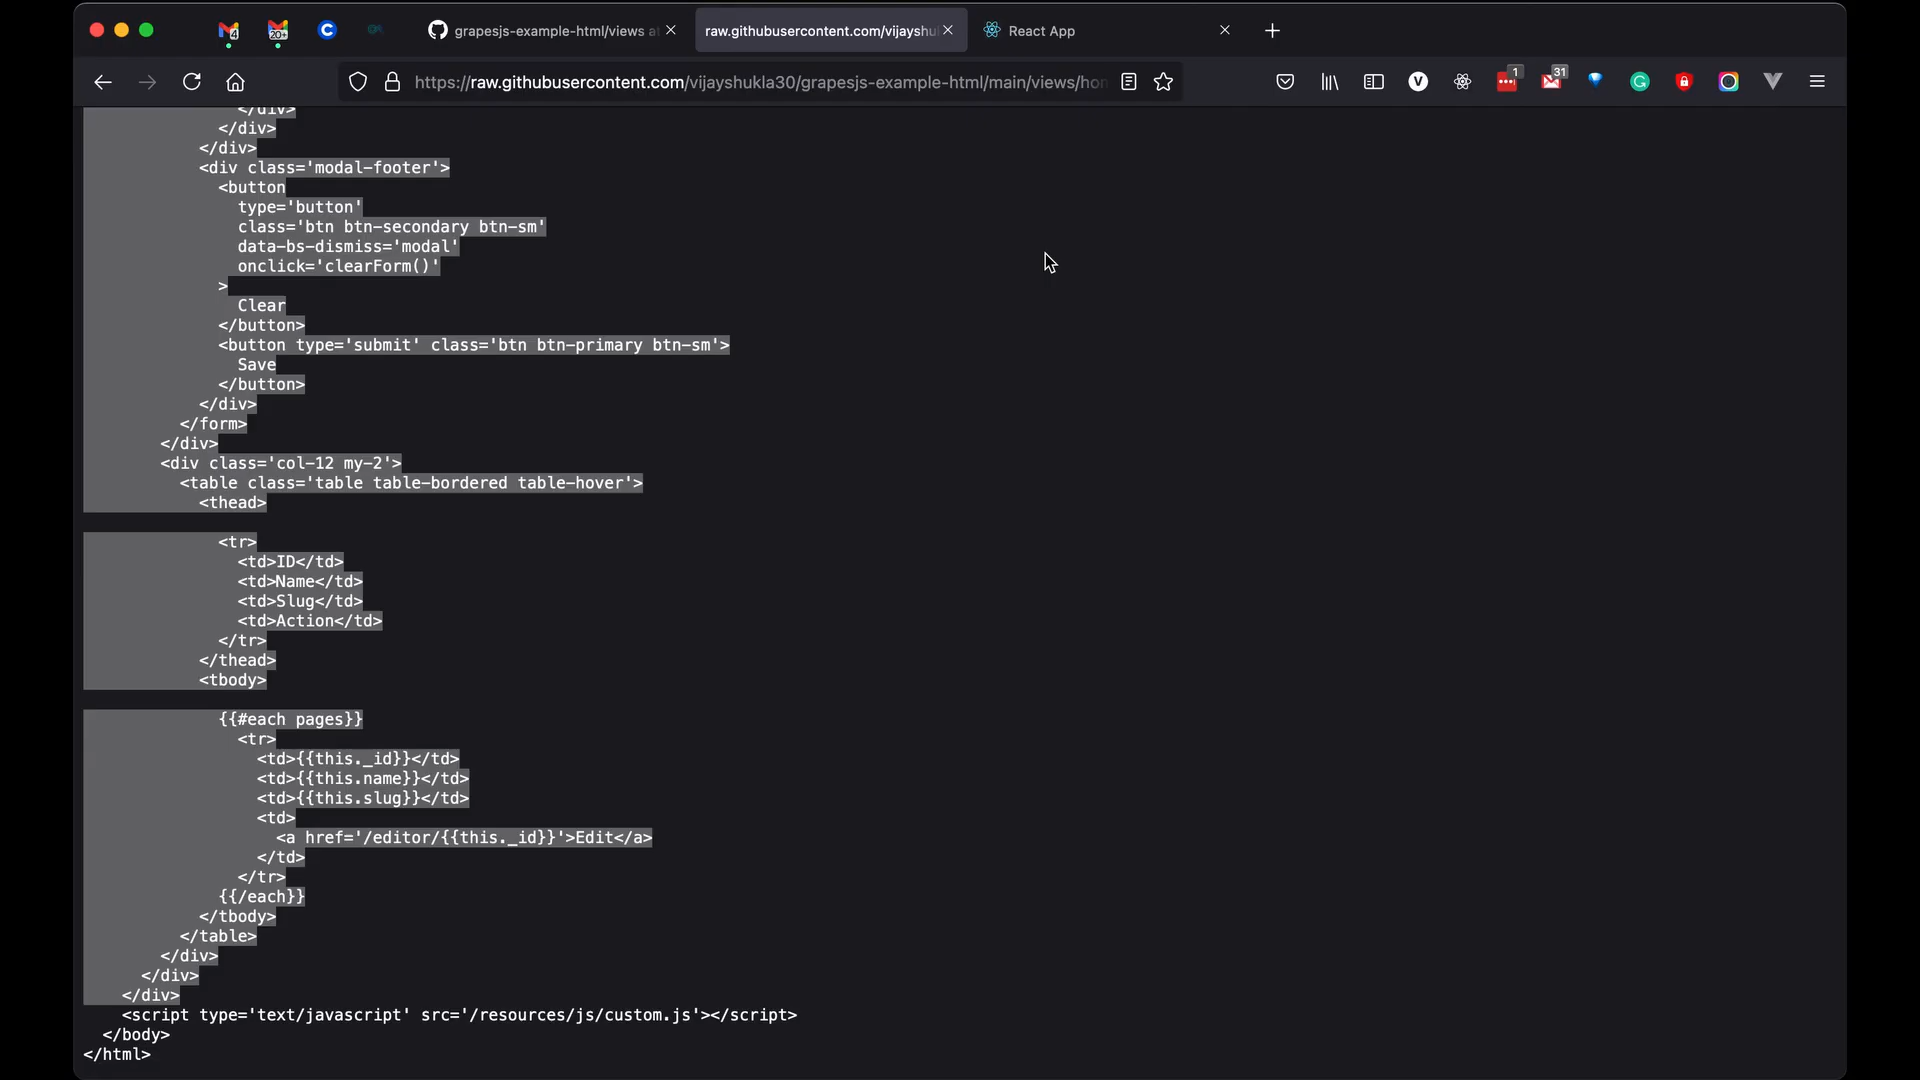 4
20+
C
grapesjs-example-html/views a
raw.githubusercontent.com/vijayshu
React App
https://raw.githubusercontent.com/vijayshukla30/grapesjs-example-html/main/views/hom
V
1
31
</div>
</div>
</div>
<div class='modal-footer'>
<button
type='button'
class='btn btn-secondary btn-sm'
data-bs-dismiss='modal'
onclick='clearForm()'
>
Clear
</button>
<button type='submit' class='btn btn-primary btn-sm'>
Save
</button>
</div>
</form>
</div>
<div class='col-12 my-2'>
<table class='table table-bordered table-hover'>
<thead>
<tr>
<td>ID</td>
<td>Name</td>
<td>Slug</td>
<td>Action</td>
</tr>
</thead>
<tbody>
{{#each pages}}
<tr>
<td>{{this._id}}</td>
<td>{{this.name}}</td>
<td>{{this.slug}}</td>
<td>
<a href='/editor/{{this._id}}'>Edit</a>
</td>
</tr>
{{/each}}
</tbody>
</table>
</div>
</div>
</div>
<script type='text/javascript' src='/resources/js/custom.js'></script>
</body>
</html>